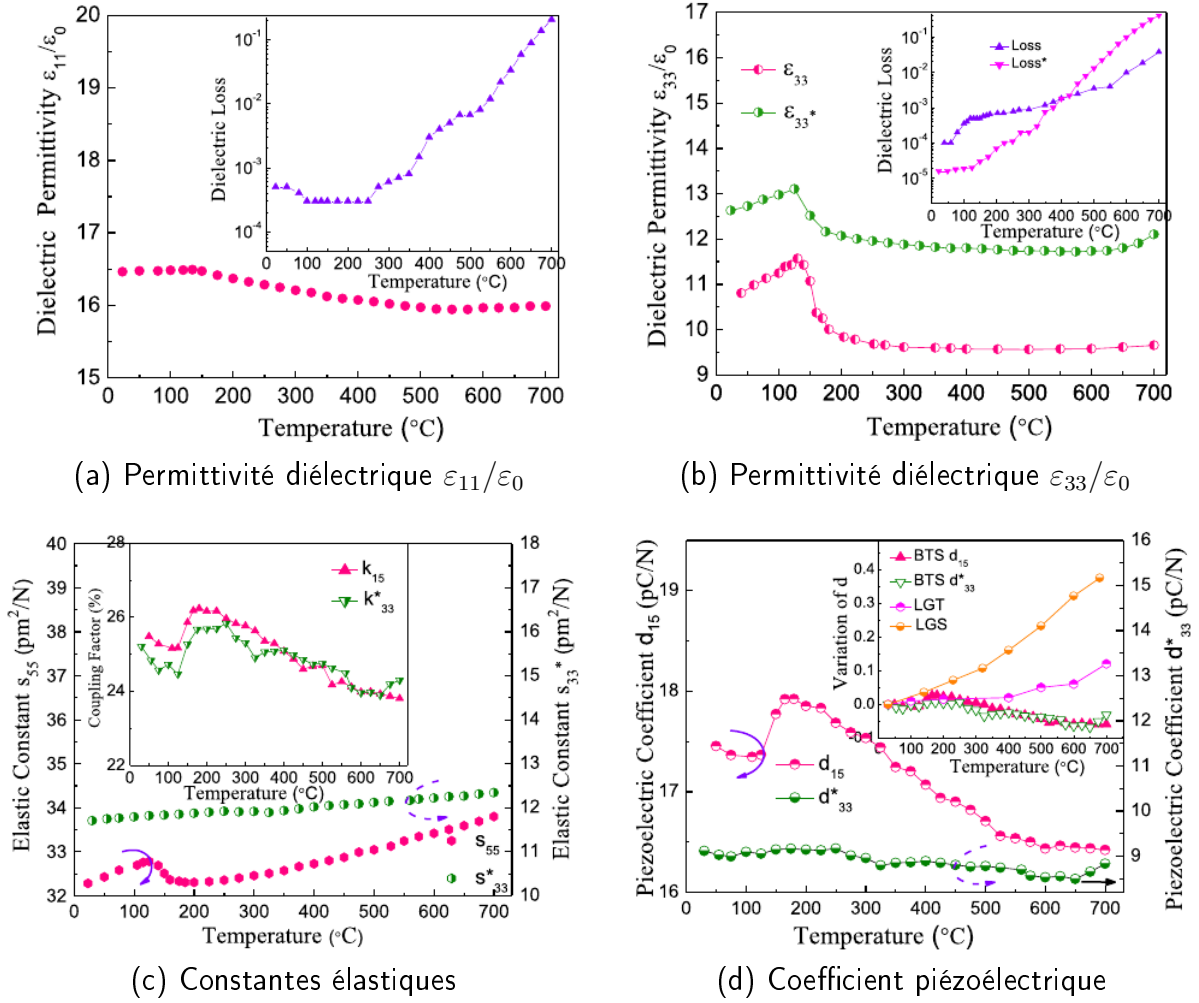 20
19
18
17
16
15
0 100 200 300 400 500 600 700
Dielectric Permittivity ε11/ε0
Temperature (°C)
10-1
10-2
10-3
10-4
0 100 200 300 400 500 600 700
Dielectric Loss
Temperature (°C)
(a) Permittivité diélectrique ε11/ε0
17
16
15
14
13
12
11
10
9
0 100 200 300 400 500 600 700
Dielectric Permittivity ε33/ε0
Temperature (°C)
ε33
ε33*
10-1
10-2
10-3
10-4
10-5
0 100 200 300 400 500 600 700
Dielectric Loss
Temperature (°C)
Loss
Loss*
(b) Permittivité diélectrique ε33/ε0
40
39
38
37
36
35
34
33
32
0 100 200 300 400 500 600 700
Elastic Constant s55 (pm2/N)
Temperature (°C)
18
17
16
15
14
13
12
11
10
Elastic Constant s33* (pm2/N)
s55
s*33
28
26
24
22
0 100 200 300 400 500 600 700
Coupling Factor (%)
Temperature (°C)
k15
k*33
(c) Constantes élastiques
19
18
17
16
0 100 200 300 400 500 600 700
Piezoelectric Coefficient d15 (pC/N)
Temperature (°C)
16
15
14
13
12
11
10
9
8
Piezoelectric Coefficient d*33 (pC/N)
d15
d*33
0.4
0.3
0.2
0.1
0.0
-0.1
0 100 200 300 400 500 600 700
Variation of d
Temperature (°C)
BTS d15
BTS d*33
LGT
LGS
(d) Coefficient piézoélectrique